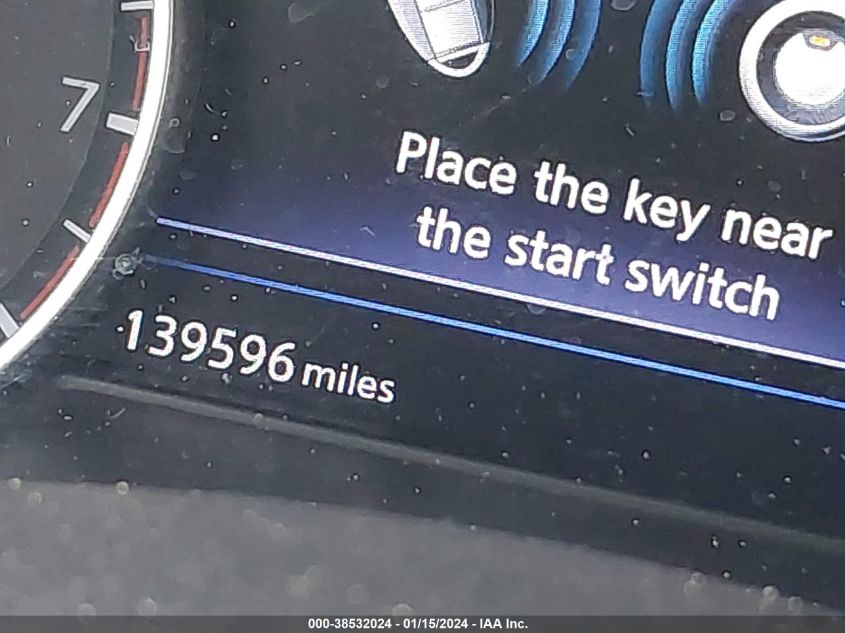 7
Place the key near
the start switch
139596 miles
000-38532024 - 01/15/2024 - IAA Inc.